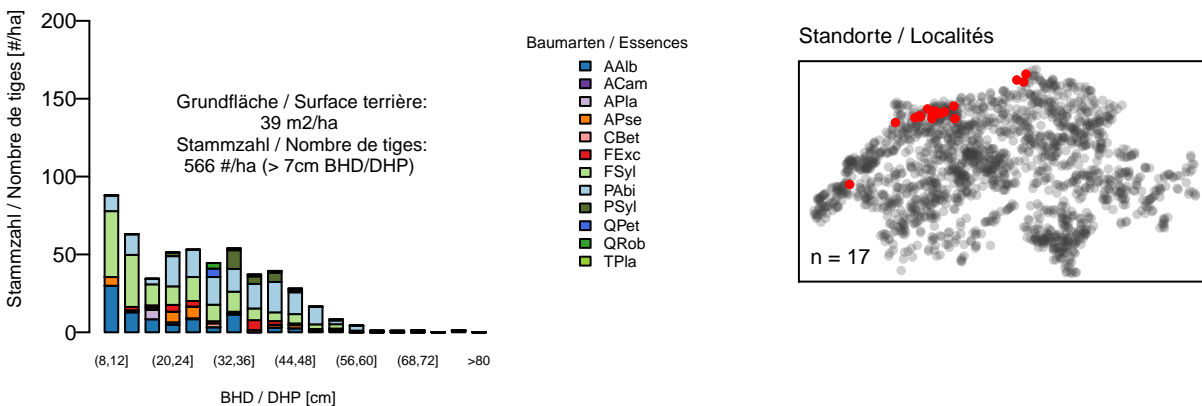 Stammzahl / Nombre de tiges [#/ha]
200
150
100
50
0
Grundfläche / Surface terrière:
39 m2/ha
Stammzahl / Nombre de tiges:
566 #/ha (> 7cm BHD/DHP)
(8,12]
(20,24]
(32,36]
(44,48]
(56,60]
(68,72]
>80
BHD / DHP [cm]
Baumarten / Essences
AAlb
ACam
APla
APse
CBet
FExc
FSyl
PAbi
PSyl
QPet
QRob
TPla
Standorte / Localités
n = 17